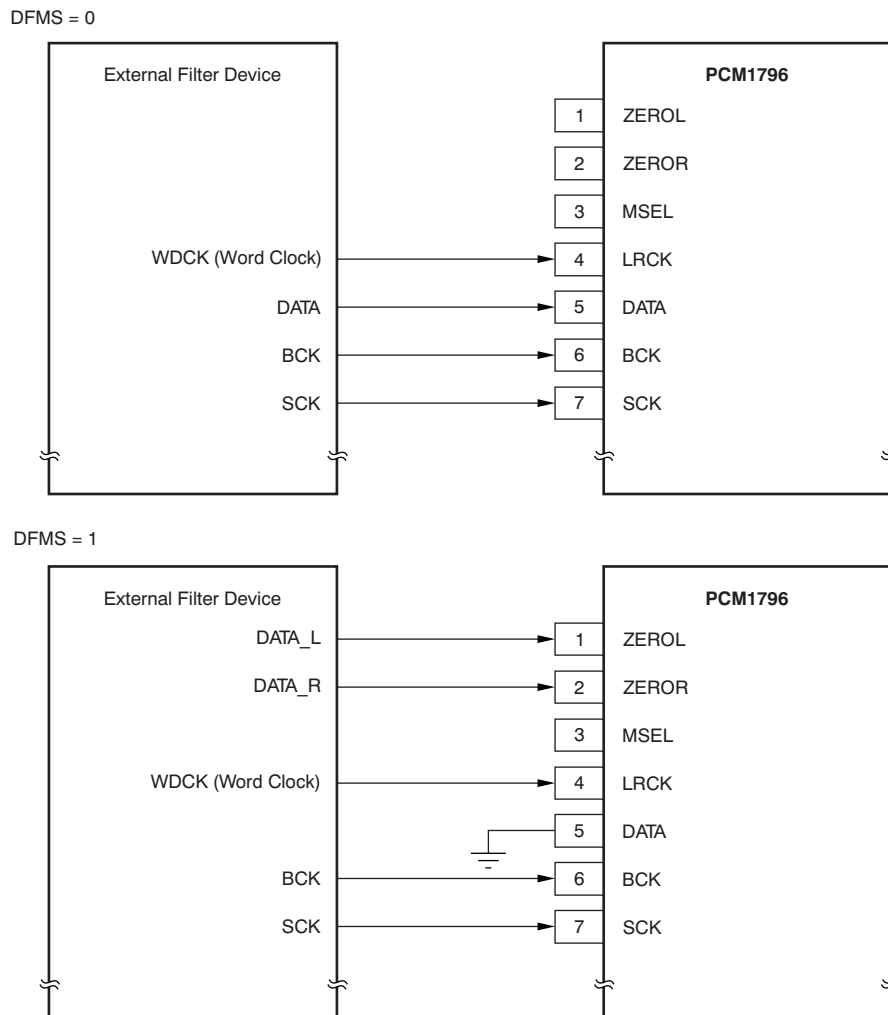 DFMS = 0
External Filter Device
PCM1796
1 ZEROL
2 ZEROR
3 MSEL
WDCK (Word Clock) 4 LRCK
DATA 5 DATA
BCK 6 BCK
SCK 7 SCK
DFMS = 1
External Filter Device
PCM1796
DATA_L 1 ZEROL
DATA_R 2 ZEROR
3 MSEL
WDCK (Word Clock) 4 LRCK
5 DATA
BCK 6 BCK
SCK 7 SCK